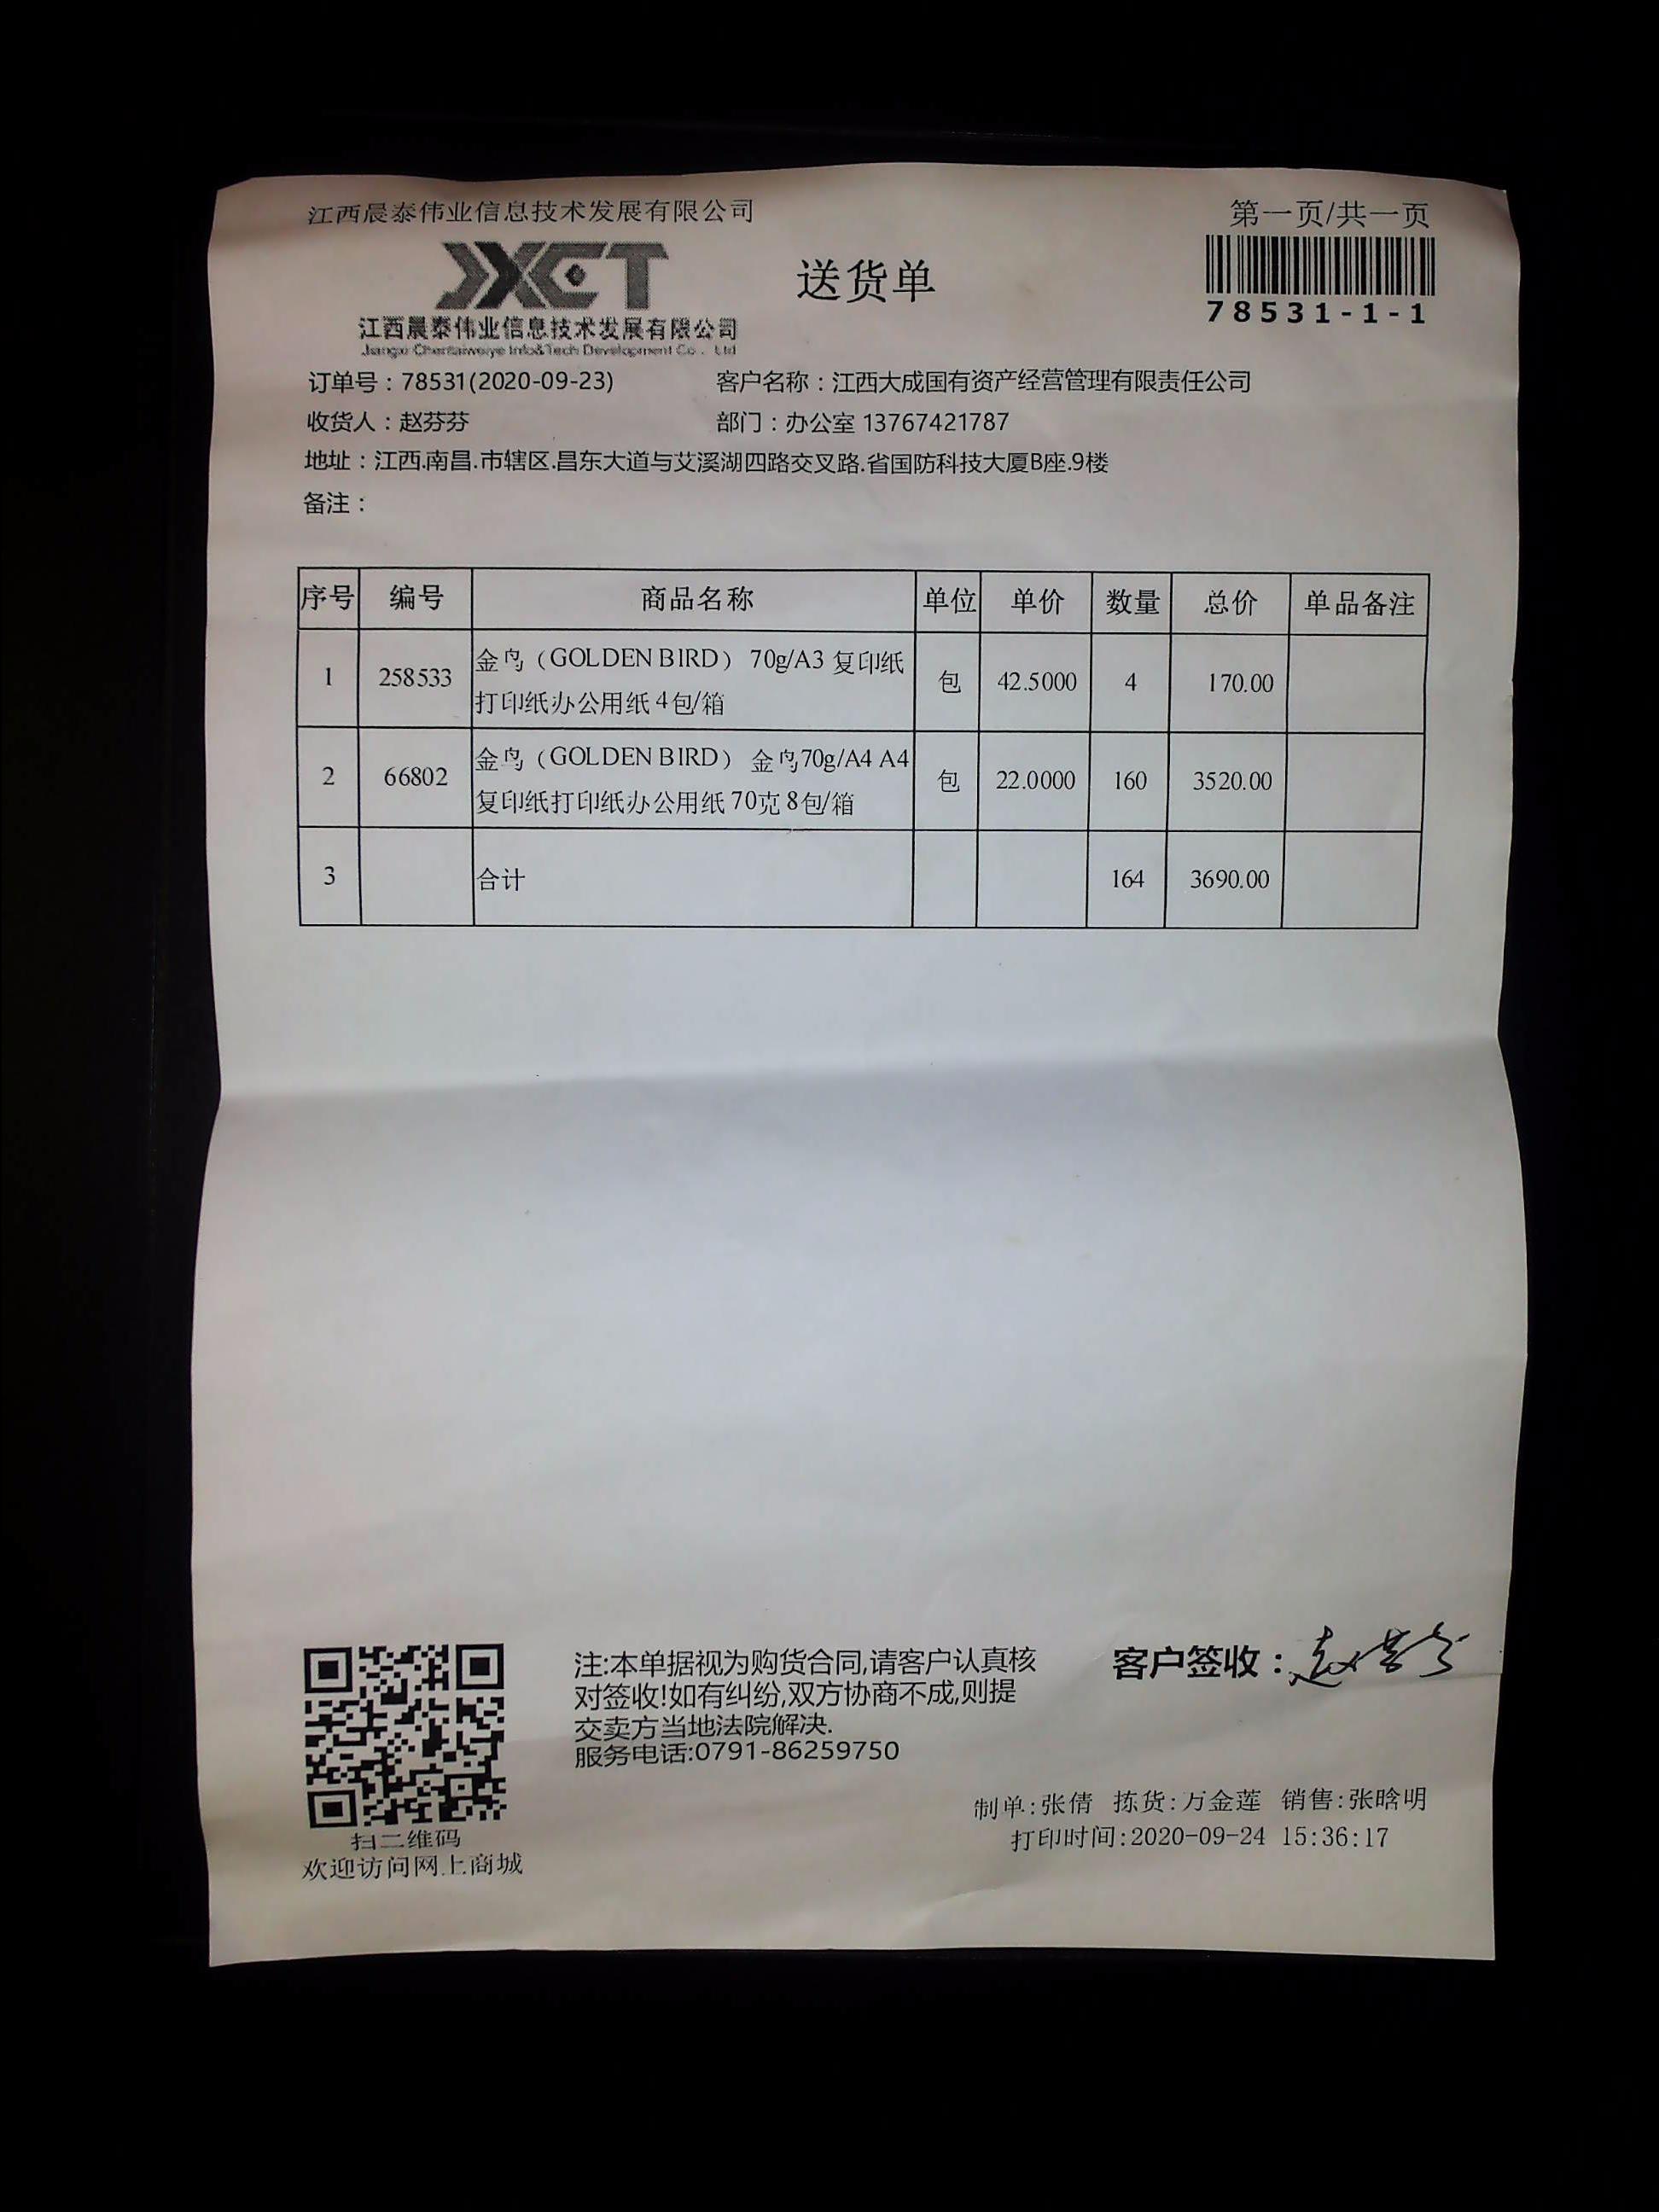 江西晨泰伟业信息技术发展有限公司
第一页/共一页
JXCT
送货单
78531-1-1
江西晨泰伟业信息技术发展有限公司
Jiangxi Chentaiweiye Info&Tech Development Co., Ltd
订单号：78531(2020-09-23) 客户名称：江西大成国有资产经营管理有限责任公司
收货人：赵芬芬 部门：办公室 13767421787
地址：江西.南昌.市辖区.昌东大道与艾溪湖四路交叉路.省国防科技大厦B座.9楼
备注：
序号 编号 商品名称 单位 单价 数量 总价 单品备注
1 258533 金鸟（GOLDEN BIRD） 70g/A3 复印纸
打印纸办公用纸 4包/箱 包 42.5000 4 170.00
2 66802 金鸟（GOLDEN BIRD） 金鸟70g/A4 A4
复印纸打印纸办公用纸 70克 8包/箱 包 22.0000 160 3520.00
3 合计 164 3690.00
注:本单据视为购货合同,请客户认真核
对签收!如有纠纷,双方协商不成,则提
交卖方当地法院解决.
服务电话:0791-86259750
客户签收：赵芬芬
制单:张倩 拣货:万金莲 销售:张晗明
打印时间:2020-09-24 15:36:17
扫二维码
欢迎访问网上商城